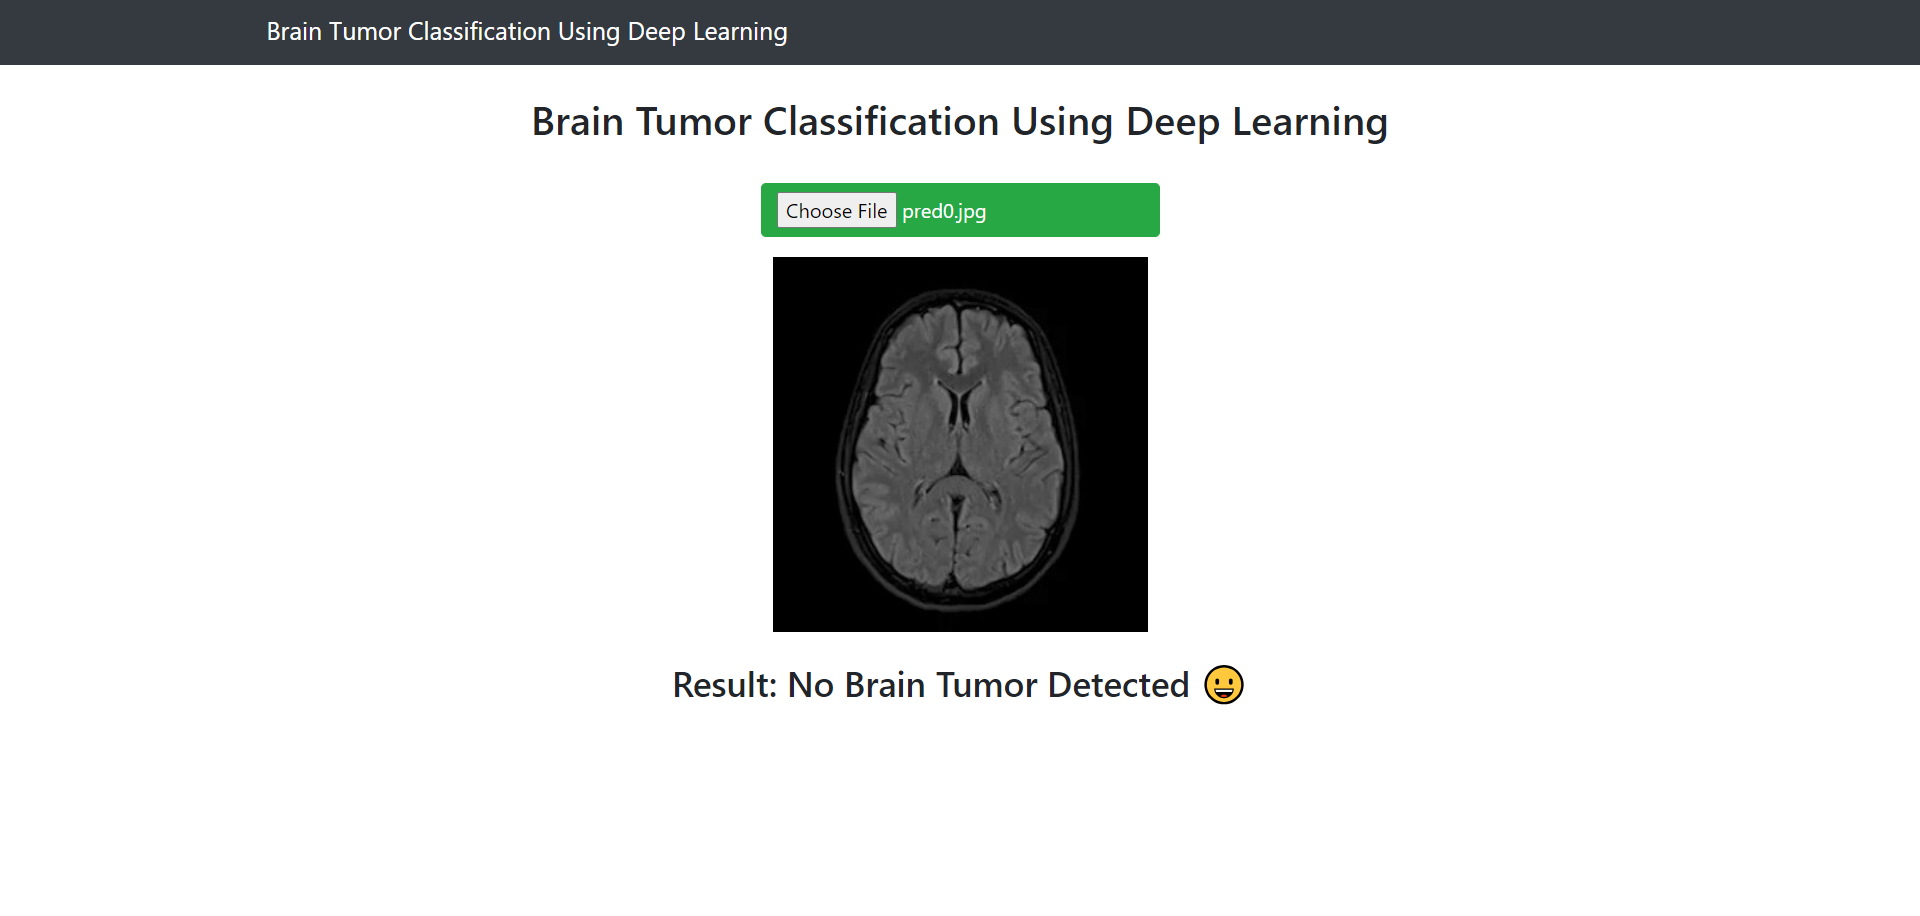 Brain Tumor Classification Using Deep Learning
Brain Tumor Classification Using Deep Learning
Choose File pred0.jpg
Result: No Brain Tumor Detected 😀